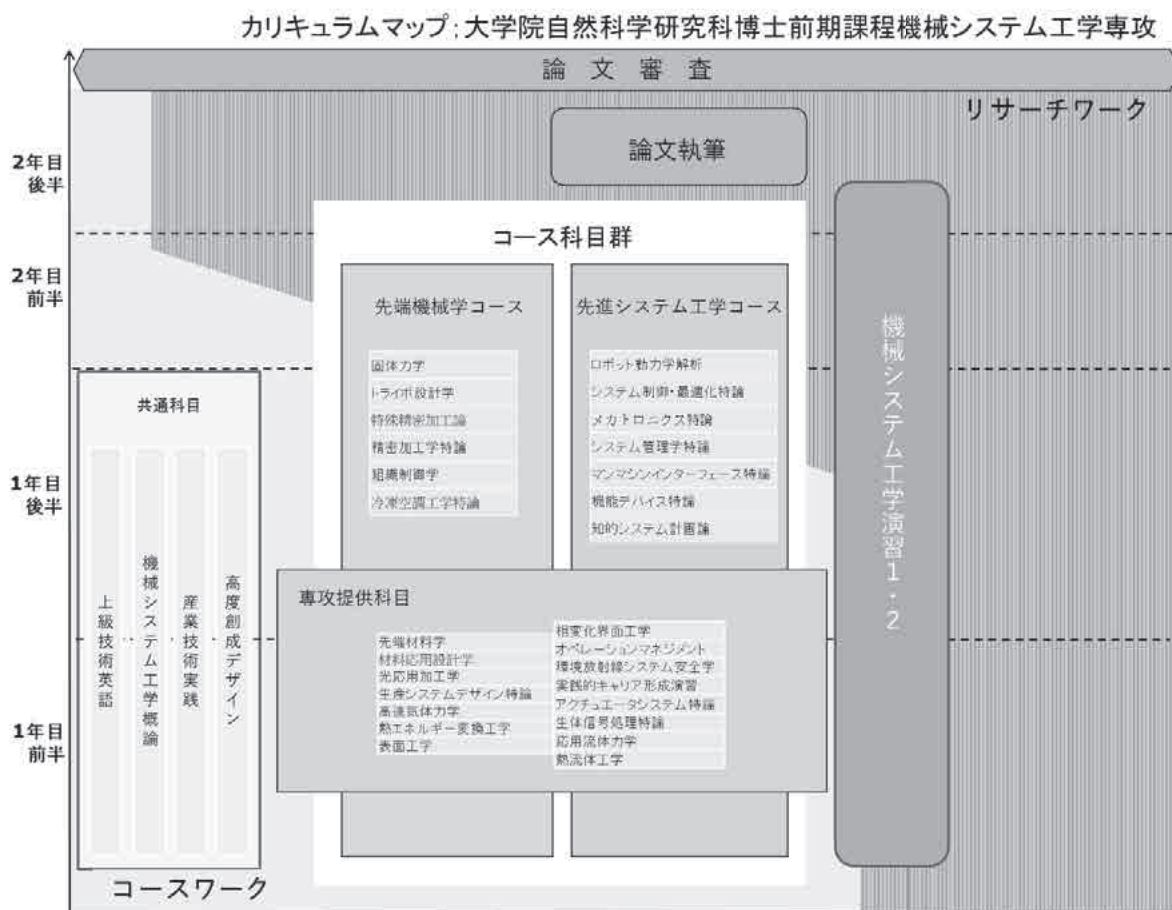 カリキュラムマップ：大学院自然科学研究科博士前期課程機械システム工学専攻
論文審査
リサーチワーク
論文執筆
2年目
後半
2年目
前半
1年目
後半
1年目
前半
コース科目群
先端機械学コース
固体力学
トライボ設計学
特殊精密加工論
精密加工学特論
組織制御学
冷凍空調工学特論
先進システム工学コース
ロボット動力学解析
システム制御・最適化特論
メカトロニクス特論
システム管理学特論
マンマシンインターフェース特論
機能デバイス特論
知的システム計画論
機械システム工学演習1・2
共通科目
上級技術英語
機械システム工学概論
産業技術実践
高度創成デザイン
専攻提供科目
先端材料学
材料応用設計学
光応用加工学
生産システムデザイン特論
高速気体力学
熱エネルギー変換工学
表面工学
相変化界面工学
オペレーションマネジメント
環境放射線システム安全学
実践的キャリア形成演習
アクチュエータシステム特論
生体信号処理特論
応用流体力学
熱流体工学
コースワーク